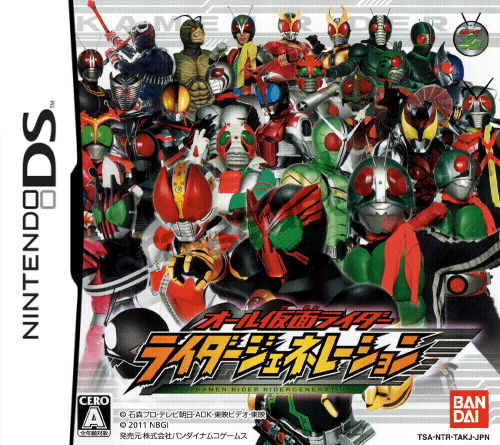 KAMEN RIDER
NINTENDO DS™
オール仮面ライダー
ライダージェネレーション
ALL KAMEN RIDER RIDERGENERATION
CERO
A
全年齢対象
© 石森プロ・テレビ朝日・ADK・東映ビデオ・東映
© 2011 NBGI
発売元:株式会社バンダイナムコゲームス
BAN
DAI
TSA-NTR-TAKJ-JPN